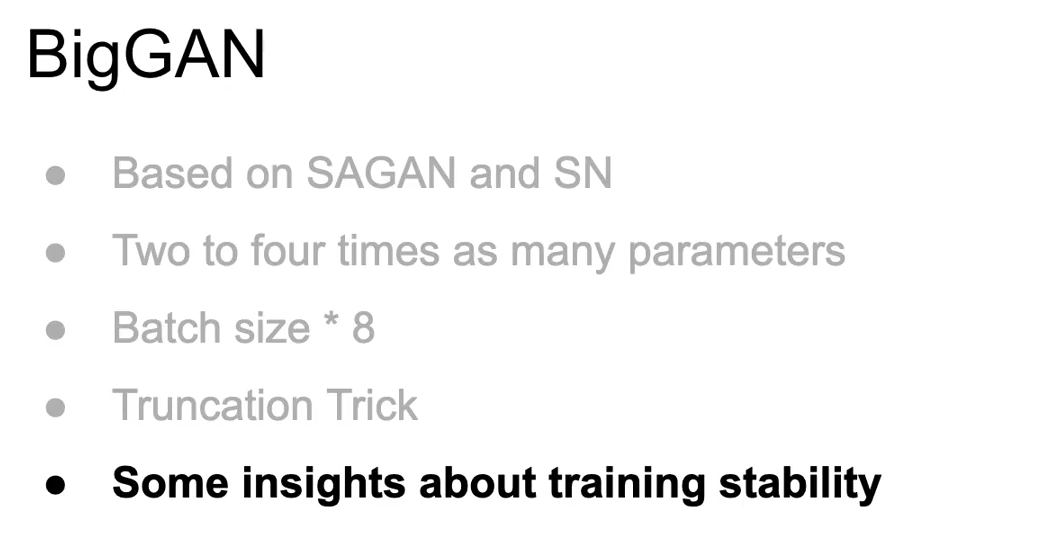 BigGAN
● Based on SAGAN and SN
● Two to four times as many parameters
● Batch size * 8
● Truncation Trick
● Some insights about training stability